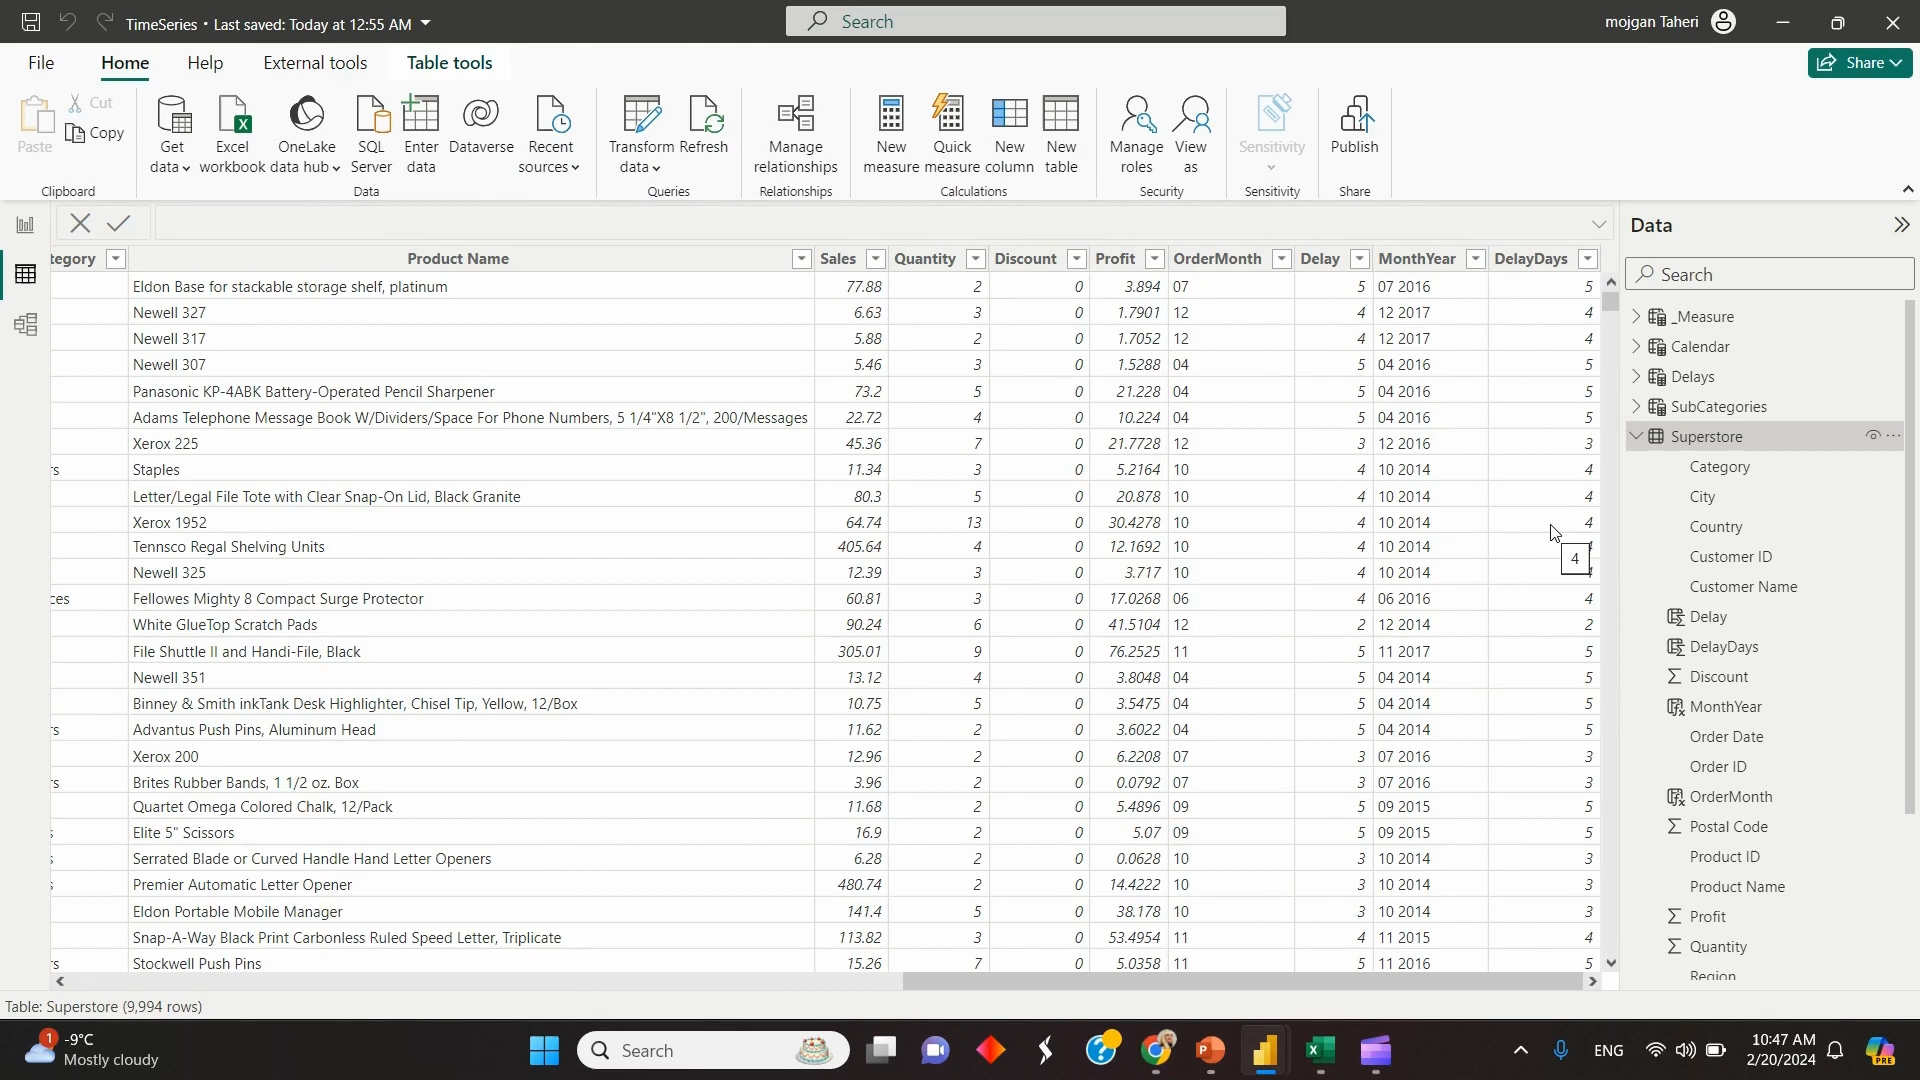 TimeSeries • Last saved: Today at 12:55 AM
Search
mojgan Taheri
File
Home
Help
External tools
Table tools
Share
Paste
Cut
Copy
Clipboard
Get data
Excel workbook
OneLake data hub
SQL Server
Enter data
Dataverse
Recent sources
Data
Transform data
Refresh
Queries
Manage relationships
Relationships
New measure
Quick measure
New column
New table
Calculations
Manage roles
View as
Security
Sensitivity
Sensitivity
Publish
Share
tegory Product Name Sales Quantity Discount Profit OrderMonth Delay MonthYear DelayDays
Eldon Base for stackable storage shelf, platinum 77.88 2 0 3.894 07 5 07 2016 5
Newell 327 6.63 3 0 1.7901 12 4 12 2017 4
Newell 317 5.88 2 0 1.7052 12 4 12 2017 4
Newell 307 5.46 3 0 1.5288 04 5 04 2016 5
Panasonic KP-4ABK Battery-Operated Pencil Sharpener 73.2 5 0 21.228 04 5 04 2016 5
Adams Telephone Message Book W/Dividers/Space For Phone Numbers, 5 1/4"X8 1/2", 200/Messages 22.72 4 0 10.224 04 5 04 2016 5
Xerox 225 45.36 7 0 21.7728 12 3 12 2016 3
rs Staples 11.34 3 0 5.2164 10 4 10 2014 4
Letter/Legal File Tote with Clear Snap-On Lid, Black Granite 80.3 5 0 20.878 10 4 10 2014 4
Xerox 1952 64.74 13 0 30.4278 10 4 10 2014 4
Tennsco Regal Shelving Units 405.64 4 0 12.1692 10 4 10 2014
4
Newell 325 12.39 3 0 3.717 10 4 10 2014
ces Fellowes Mighty 8 Compact Surge Protector 60.81 3 0 17.0268 06 4 06 2016 4
White GlueTop Scratch Pads 90.24 6 0 41.5104 12 2 12 2014 2
File Shuttle II and Handi-File, Black 305.01 9 0 76.2525 11 5 11 2017 5
Newell 351 13.12 4 0 3.8048 04 5 04 2014 5
Binney & Smith inkTank Desk Highlighter, Chisel Tip, Yellow, 12/Box 10.75 5 0 3.5475 04 5 04 2014 5
rs Advantus Push Pins, Aluminum Head 11.62 2 0 3.6022 04 5 04 2014 5
Xerox 200 12.96 2 0 6.2208 07 3 07 2016 3
rs Brites Rubber Bands, 1 1/2 oz. Box 3.96 2 0 0.0792 07 3 07 2016 3
Quartet Omega Colored Chalk, 12/Pack 11.68 2 0 5.4896 09 5 09 2015 5
s Elite 5" Scissors 16.9 2 0 5.07 09 5 09 2015 5
s Serrated Blade or Curved Handle Hand Letter Openers 6.28 2 0 0.0628 10 3 10 2014 3
s Premier Automatic Letter Opener 480.74 2 0 14.4222 10 3 10 2014 3
Eldon Portable Mobile Manager 141.4 5 0 38.178 10 3 10 2014 3
Snap-A-Way Black Print Carbonless Ruled Speed Letter, Triplicate 113.82 3 0 53.4954 11 4 11 2015 4
rs Stockwell Push Pins 15.26 7 0 5.0358 11 5 11 2016 5
Table: Superstore (9,994 rows)
Data
Search
_Measure
Calendar
Delays
SubCategories
Superstore
Category
City
Country
Customer ID
Customer Name
Delay
DelayDays
Discount
MonthYear
Order Date
Order ID
OrderMonth
Postal Code
Product ID
Product Name
Profit
Quantity
Region
1
-9°C
Mostly cloudy
Search
ENG
10:47 AM
2/20/2024
PRE